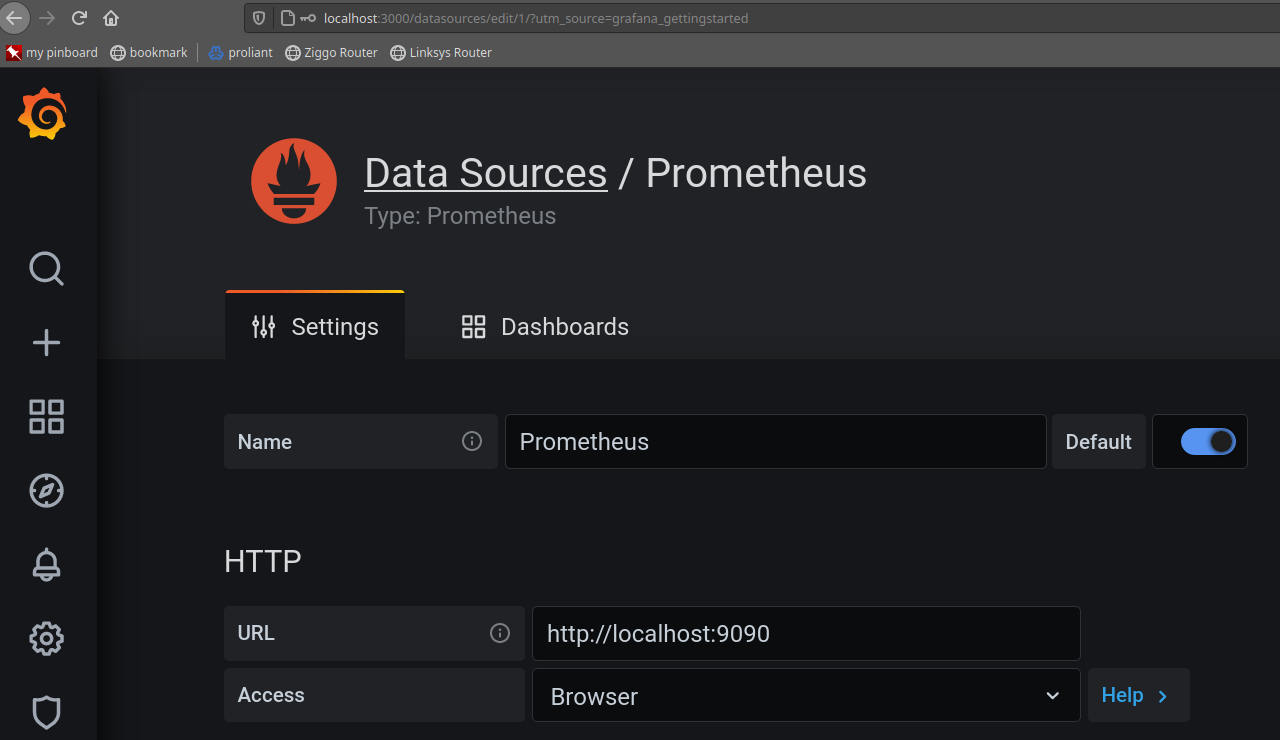 localhost:3000/datasources/edit/1/?utm_source=grafana_gettingstarted
my pinboard bookmark proliant Ziggo Router Linksys Router
Data Sources / Prometheus
Type: Prometheus
Settings Dashboards
Name Prometheus Default
HTTP
URL http://localhost:9090
Access Browser Help